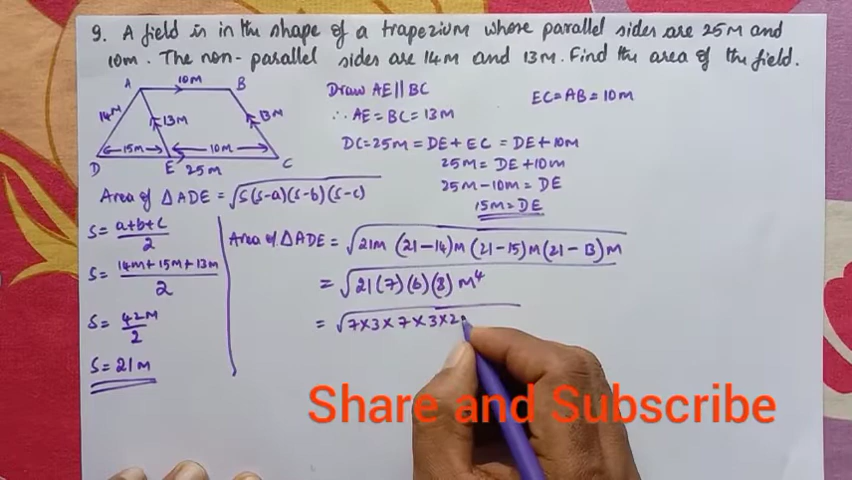 9. A field is in the shape of a trapezium whose parallel sides are 25m and
10m. The non-parallel sides are 14m and 13m. Find the area of the field.
A 10m B
14m 13m 13m
15m 10m
D E C
25m
Draw AE||BC
∴ AE = BC = 13m
EC = AB = 10m
DC = 25m = DE + EC = DE + 10m
25m = DE + 10m
25m - 10m = DE
15m = DE
Area of △ADE = √s(s-a)(s-b)(s-c)
s = a+b+c/2
s = 14m+15m+13m/2
s = 42m/2
s = 21m
Area of △ADE = √21m (21-14)m (21-15)m (21-13)m
= √21(7)(6)(8) m⁴
= √7×3×7×3×2
Share and Subscribe